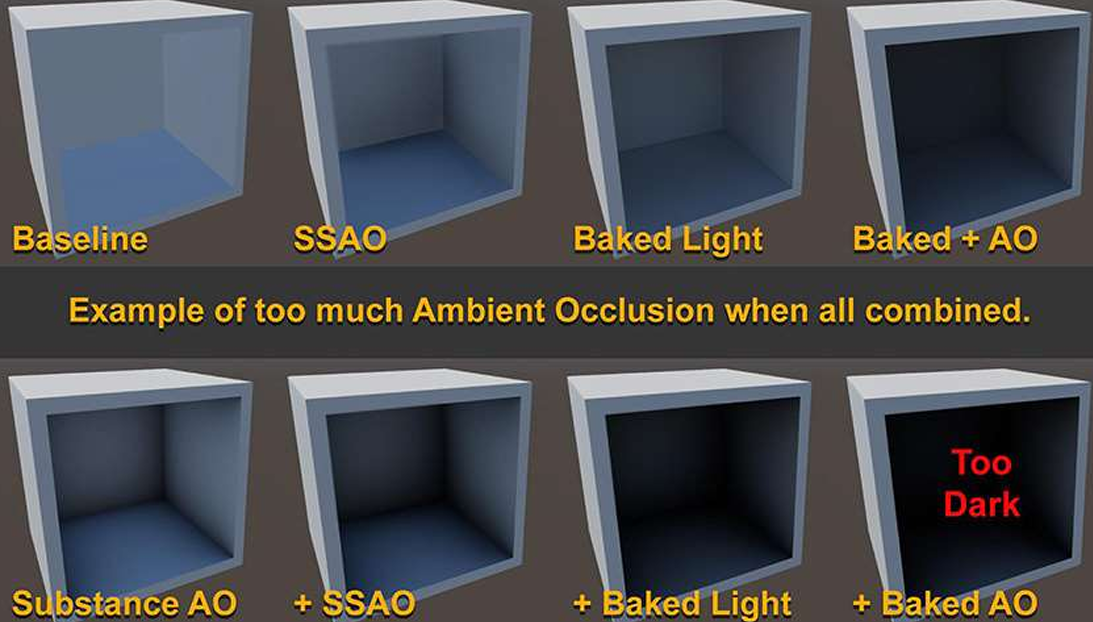 Baseline
SSAO
Baked Light
Baked + AO
Example of too much Ambient Occlusion when all combined.
Too
Dark
Substance AO
+ SSAO
+ Baked Light
+ Baked AO